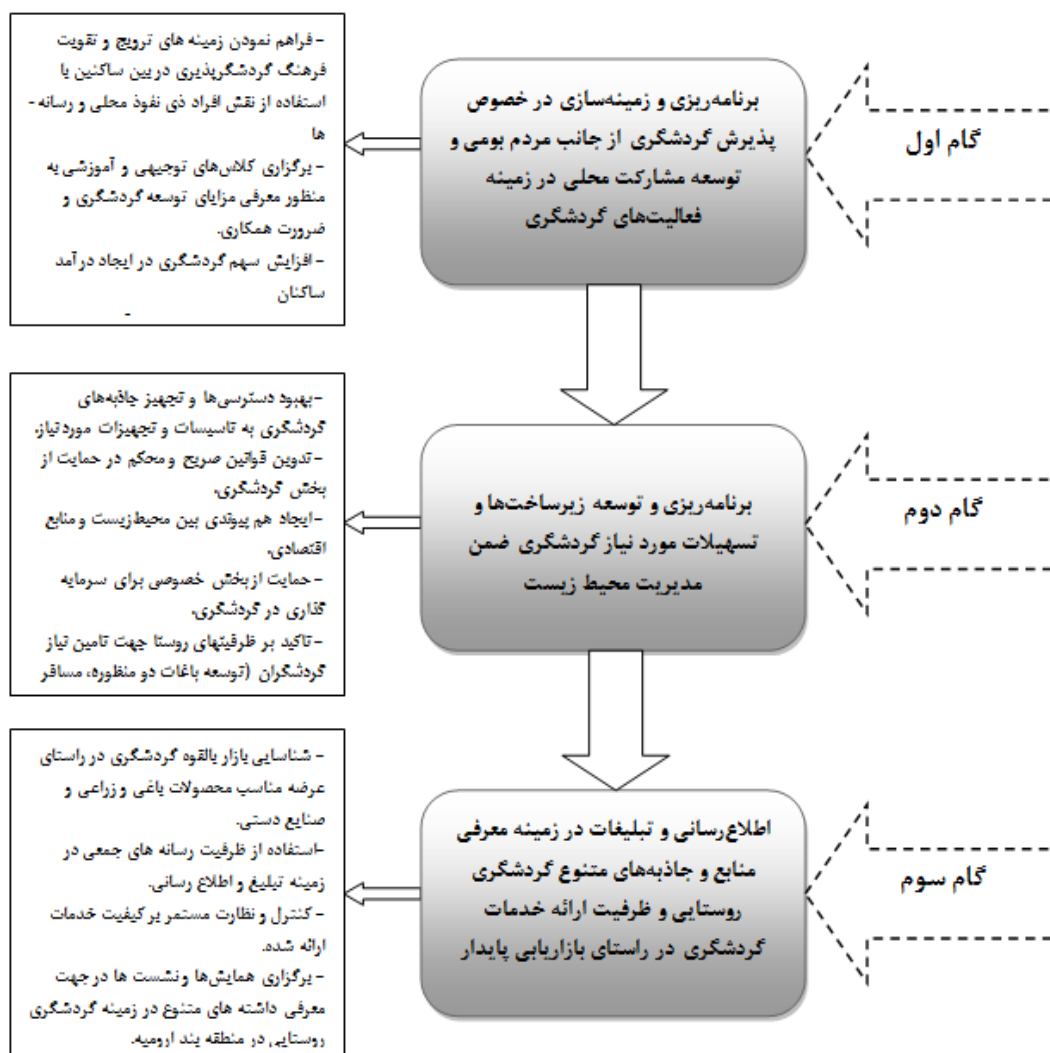 گام اول
برنامه‌ریزی و زمینه‌سازی در خصوص
پذیرش گردشگری از جانب مردم بومی و
توسعه مشارکت محلی در زمینه
فعالیت‌های گردشگری
- فراهم نمودن زمینه های ترویج و تقویت
فرهنگ گردشگرپذیری در بین ساکنین با
استفاده از نقش افراد ذی نفوذ محلی و رسانه -
ها
- برگزاری کلاس‌های توجیهی و آموزشی به
منظور معرفی مزایای توسعه گردشگری و
ضرورت همکاری.
- افزایش سهم گردشگری در ایجاد درآمد
ساکنان
-
گام دوم
برنامه‌ریزی و توسعه زیرساخت‌ها و
تسهیلات مورد نیاز گردشگری ضمن
مدیریت محیط زیست
-بهبود دسترسی‌ها و تجهیز جاذبه‌های
گردشگری به تاسیسات و تجهیزات مورد نیاز.
- تدوین قوانین صریح و محکم در حمایت از
بخش گردشگری.
- ایجاد هم پیوندی بین محیط‌زیست و منابع
اقتصادی.
- حمایت از بخش خصوصی برای سرمایه
گذاری در گردشگری.
- تاکید بر ظرفیتهای روستا جهت تامین نیاز
گردشگران (توسعه باغات دو منظوره، مسافر
گام سوم
اطلاع‌رسانی و تبلیغات در زمینه معرفی
منابع و جاذبه‌های متنوع گردشگری
روستایی و ظرفیت ارائه خدمات
گردشگری در راستای بازاریابی پایدار
- شناسایی بازار بالقوه گردشگری در راستای
عرضه مناسب محصولات باغی و زراعی و
صنایع دستی.
-استفاده از ظرفیت رسانه های جمعی در
زمینه تبلیغ و اطلاع رسانی.
- کنترل و نظارت مستمر بر کیفیت خدمات
ارائه شده.
- برگزاری همایش‌ها و نشست ها در جهت
معرفی داشته های متنوع در زمینه گردشگری
روستایی در منطقه بند ارومیه.